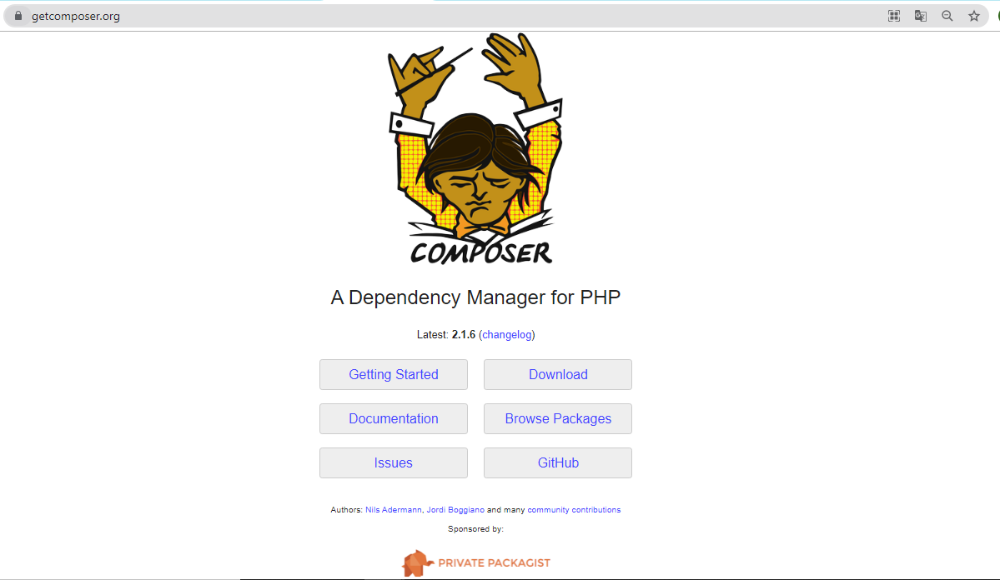 getcomposer.org
COMPOSER
A Dependency Manager for PHP
Latest: 2.1.6 (changelog)
Getting Started
Download
Documentation
Browse Packages
Issues
GitHub
Authors: Nils Adermann, Jordi Boggiano and many community contributions
Sponsored by:
PRIVATE PACKAGIST